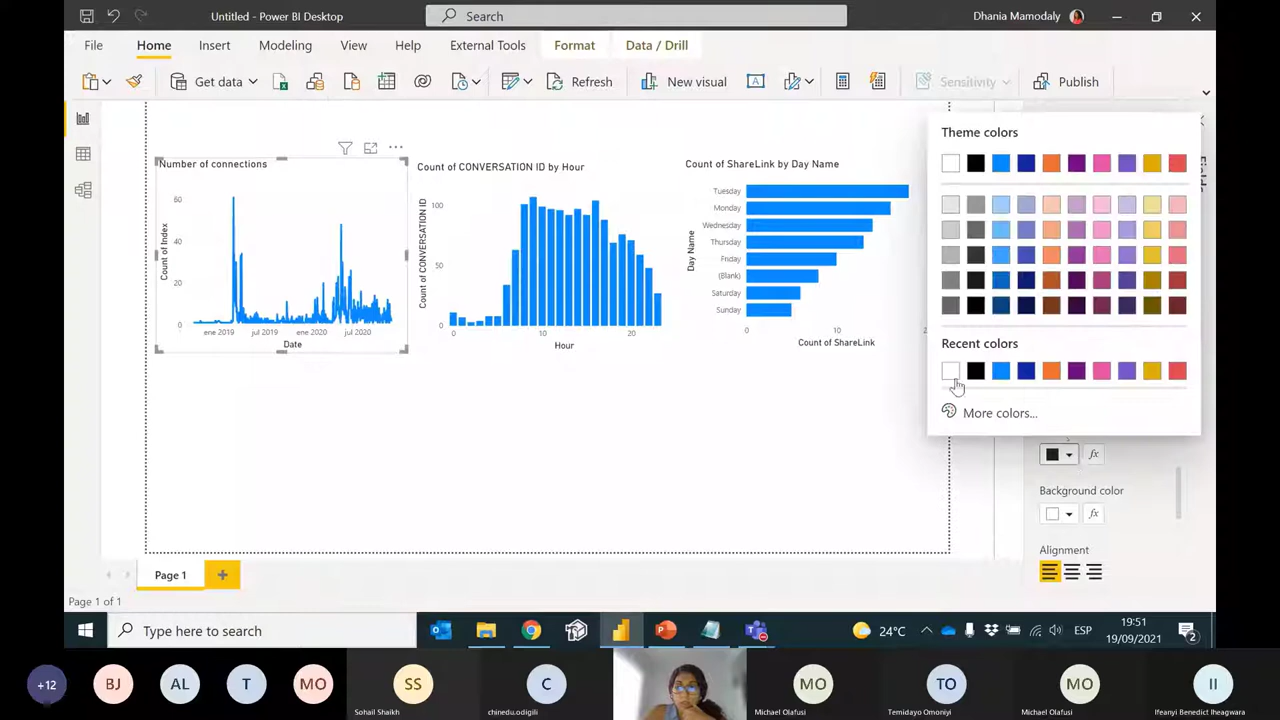 Untitled - Power BI Desktop
Search
Dhania Mamodaly
File
Home
Insert
Modeling
View
Help
External Tools
Format
Data / Drill
Get data
Refresh
New visual
Sensitivity
Publish
Theme colors
Recent colors
More colors...
Number of connections
60
40
20
0
Count of Index
ene 2019
jul 2019
ene 2020
jul 2020
Date
Count of CONVERSATION ID by Hour
100
50
0
Count of CONVERSATION ID
0
10
20
Hour
Count of ShareLink by Day Name
Day Name
Tuesday
Monday
Wednesday
Thursday
Friday
(Blank)
Saturday
Sunday
0
10
Count of ShareLink
fx
Background color
fx
Alignment
Page 1
Page 1 of 1
Type here to search
24°C
ESP
19:51
19/09/2021
2
+12
BJ
AL
T
MO
SS
Sohail Shaikh
C
chinedu.odigili
MO
Michael Olafusi
TO
Temidayo Omoniyi
MO
Michael Olafusi
II
Ifeanyi Benedict Iheagwara